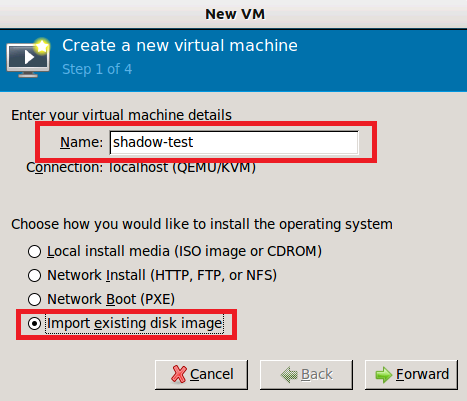 New VM
Create a new virtual machine
Step 1 of 4
Enter your virtual machine details
Name: shadow-test
Connection: localhost (QEMU/KVM)
Choose how you would like to install the operating system
Local install media (ISO image or CDROM)
Network Install (HTTP, FTP, or NFS)
Network Boot (PXE)
Import existing disk image
Cancel Back Forward